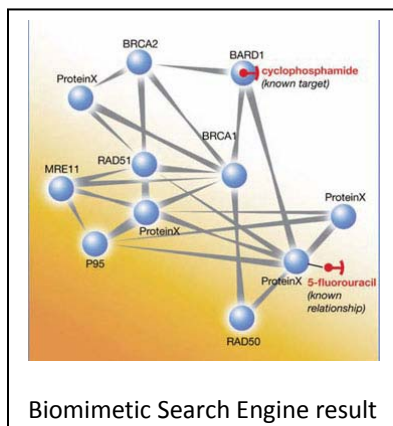 BRCA2
BARD1
cyclophosphamide
(known target)
ProteinX
BRCA1
RAD51
MRE11
ProteinX
ProteinX
P95
ProteinX
5-fluorouracil
(known
relationship)
RAD50
Biomimetic Search Engine result